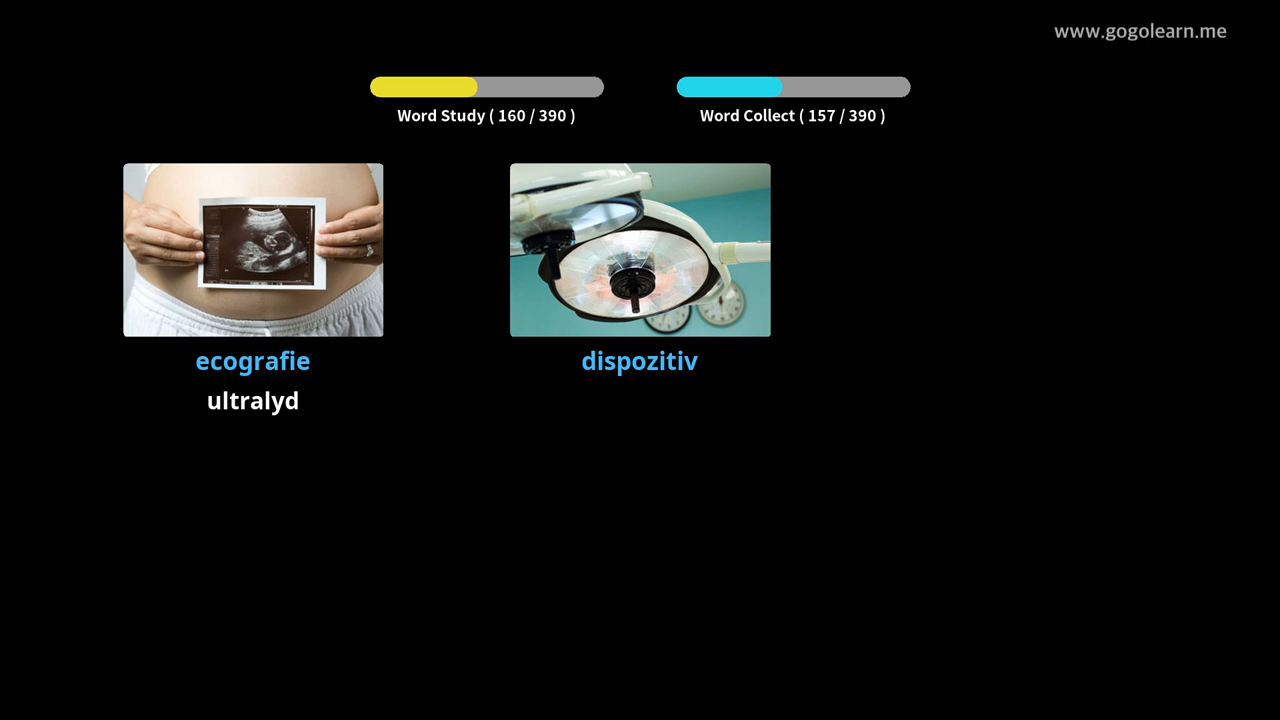 www.gogolearn.me
Word Study ( 160 / 390 )
Word Collect ( 157 / 390 )
ecografie
dispozitiv
ultralyd